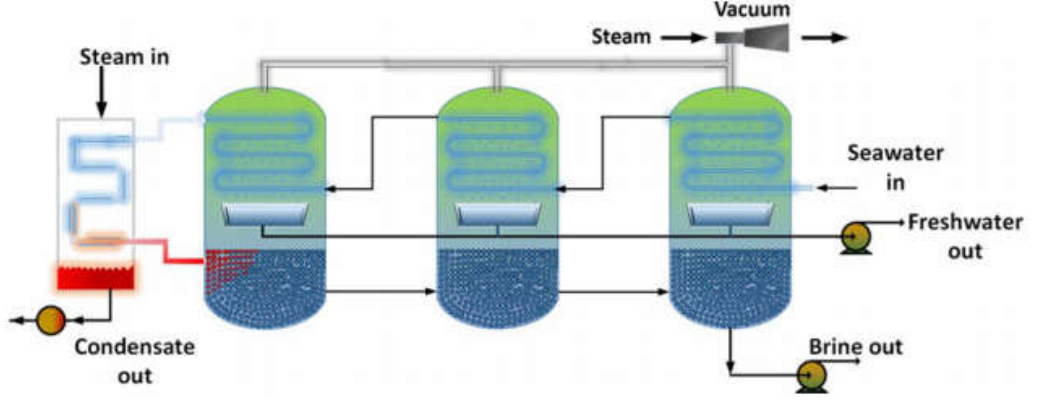 Vacuum
Steam
Steam in
Seawater
in
Freshwater
out
Condensate
out
Brine out